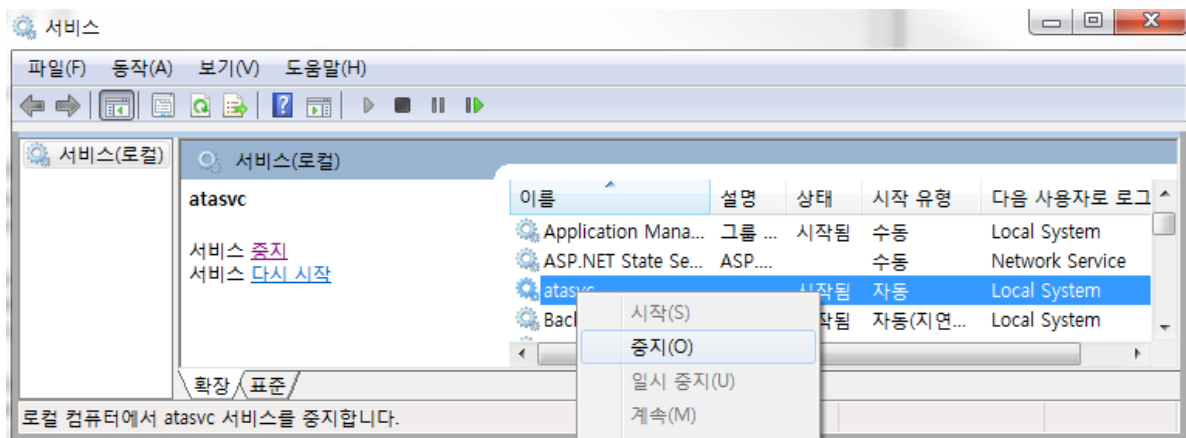 서비스
파일(F) 동작(A) 보기(V) 도움말(H)
서비스(로컬)
서비스(로컬)
atasvc
서비스 중지
서비스 다시 시작
이름 설명 상태 시작 유형 다음 사용자로 로그
Application Mana... 그룹 ... 시작됨 수동 Local System
ASP.NET State Se... ASP.... 수동 Network Service
atasvc 시작됨 자동 Local System
자동(지연... Local System
시작(S)
중지(O)
일시 중지(U)
계속(M)
확장 표준
로컬 컴퓨터에서 atasvc 서비스를 중지합니다.